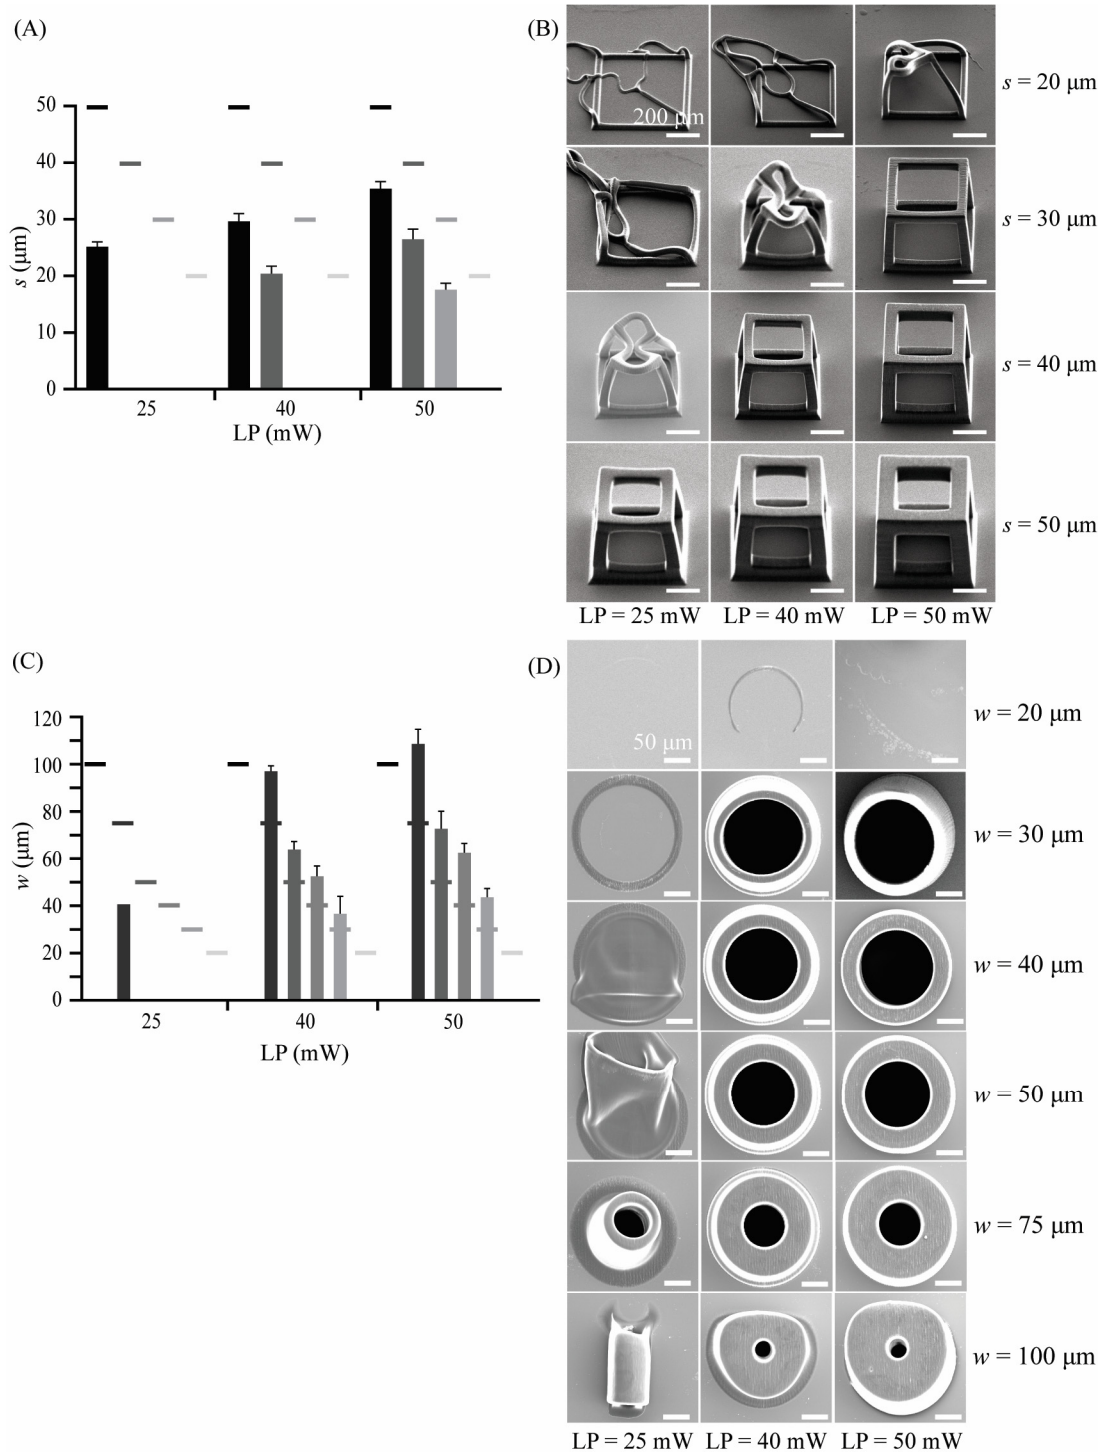 (A)
50
40
30
20
10
0
s (μm)
25
40
50
LP (mW)
(B)
200 μm
s = 20 μm
s = 30 μm
s = 40 μm
s = 50 μm
LP = 25 mW
LP = 40 mW
LP = 50 mW
(C)
120
100
80
60
40
20
0
w (μm)
25
40
50
LP (mW)
(D)
50 μm
w = 20 μm
w = 30 μm
w = 40 μm
w = 50 μm
w = 75 μm
w = 100 μm
LP = 25 mW
LP = 40 mW
LP = 50 mW